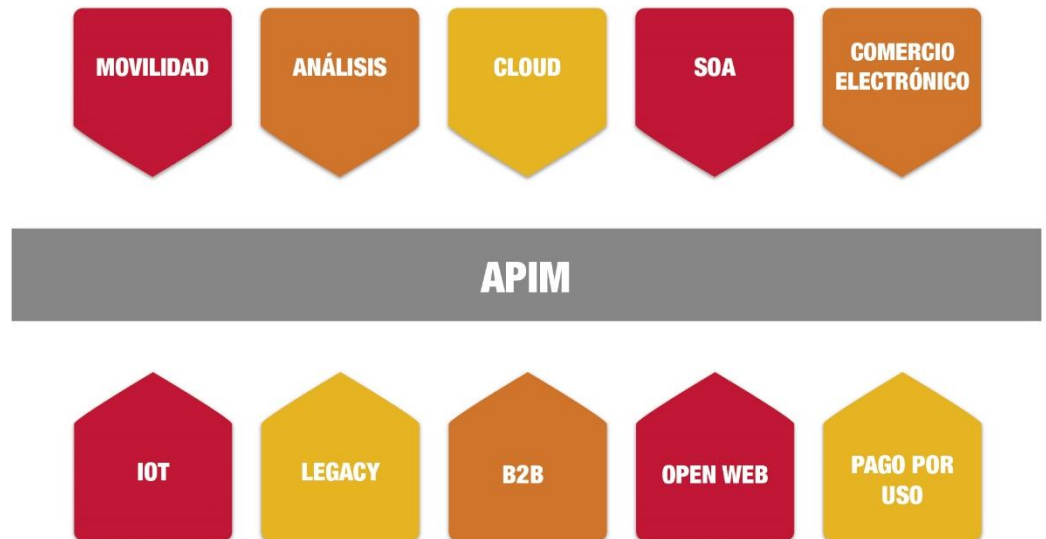 MOVILIDAD
ANÁLISIS
CLOUD
SOA
COMERCIO
ELECTRÓNICO
APIM
IOT
LEGACY
B2B
OPEN WEB
PAGO POR
USO